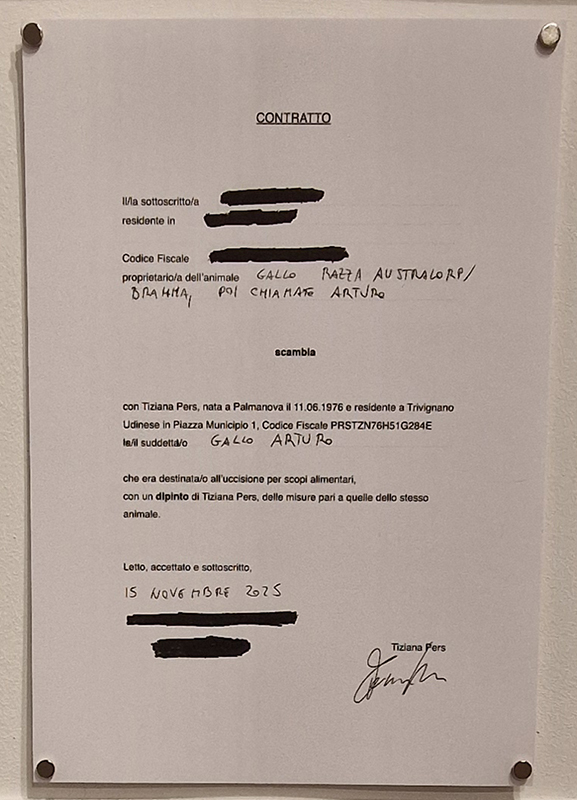 CONTRATTO
Il/la sottoscritto/a
residente in
Codice Fiscale
proprietario/a dell'animale GALLO RAZZA AUSTRALORP/
BRAHMA, POI CHIAMATO ARTURO
scambia
con Tiziana Pers, nata a Palmanova il 11.06.1976 e residente a Trivignano
Udinese in Piazza Municipio 1, Codice Fiscale PRSTZN76H51G284E
la/il suddetta/o GALLO ARTURO
che era destinata/o all'uccisione per scopi alimentari,
con un dipinto di Tiziana Pers, delle misure pari a quelle dello stesso
animale.
Letto, accettato e sottoscritto,
15 NOVEMBRE 2025
Tiziana Pers